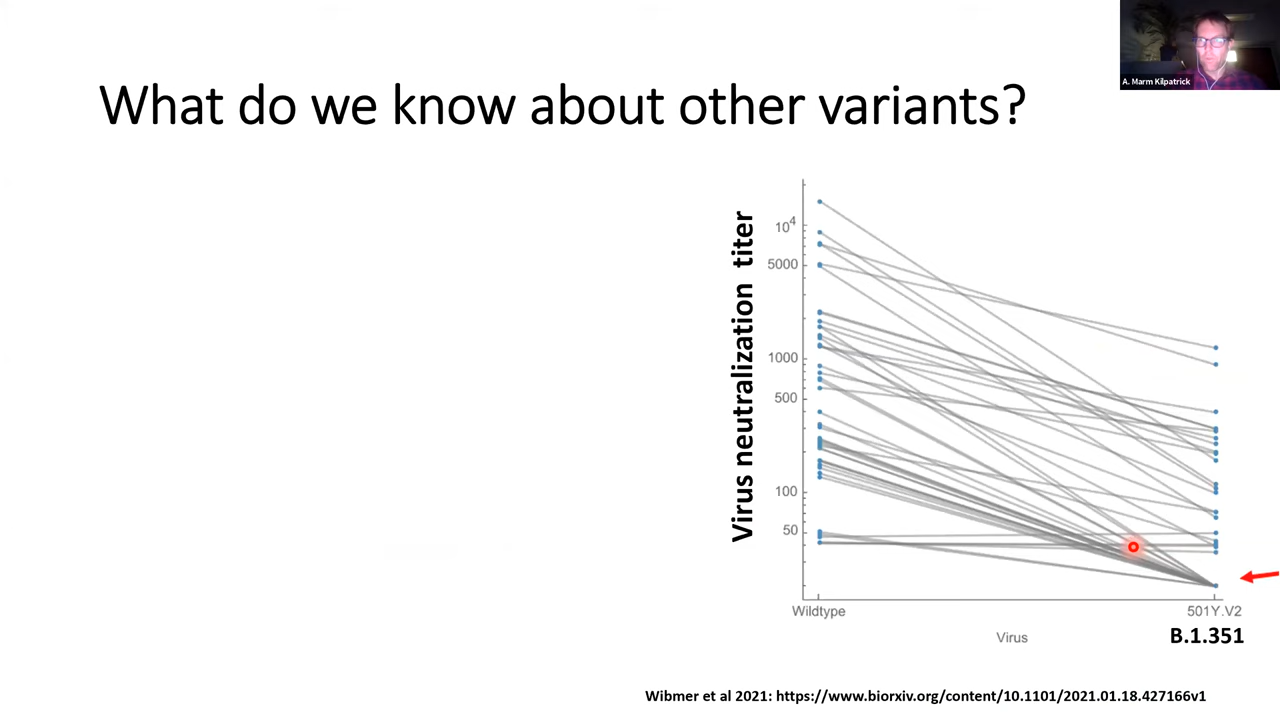 A. Marm Kilpatrick
What do we know about other variants?
Virus neutralization titer
10⁴
5000
1000
500
100
50
Wildtype
501Y.V2
Virus
B.1.351
Wibmer et al 2021: https://www.biorxiv.org/content/10.1101/2021.01.18.427166v1